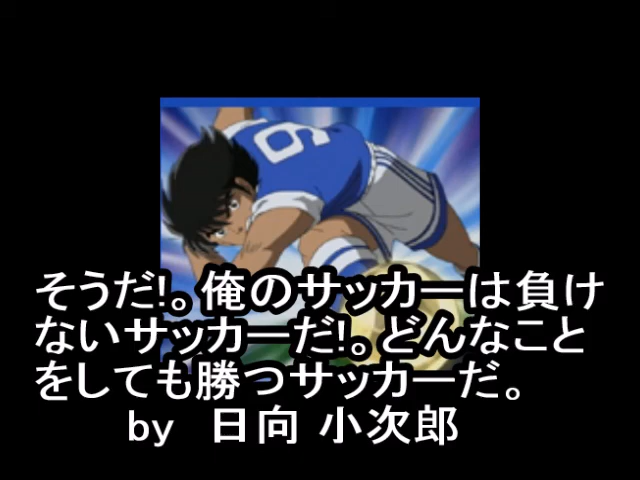 6
そうだ!。俺のサッカーは負け
ないサッカーだ!。どんなこと
をしても勝つサッカーだ。
by 日向 小次郎